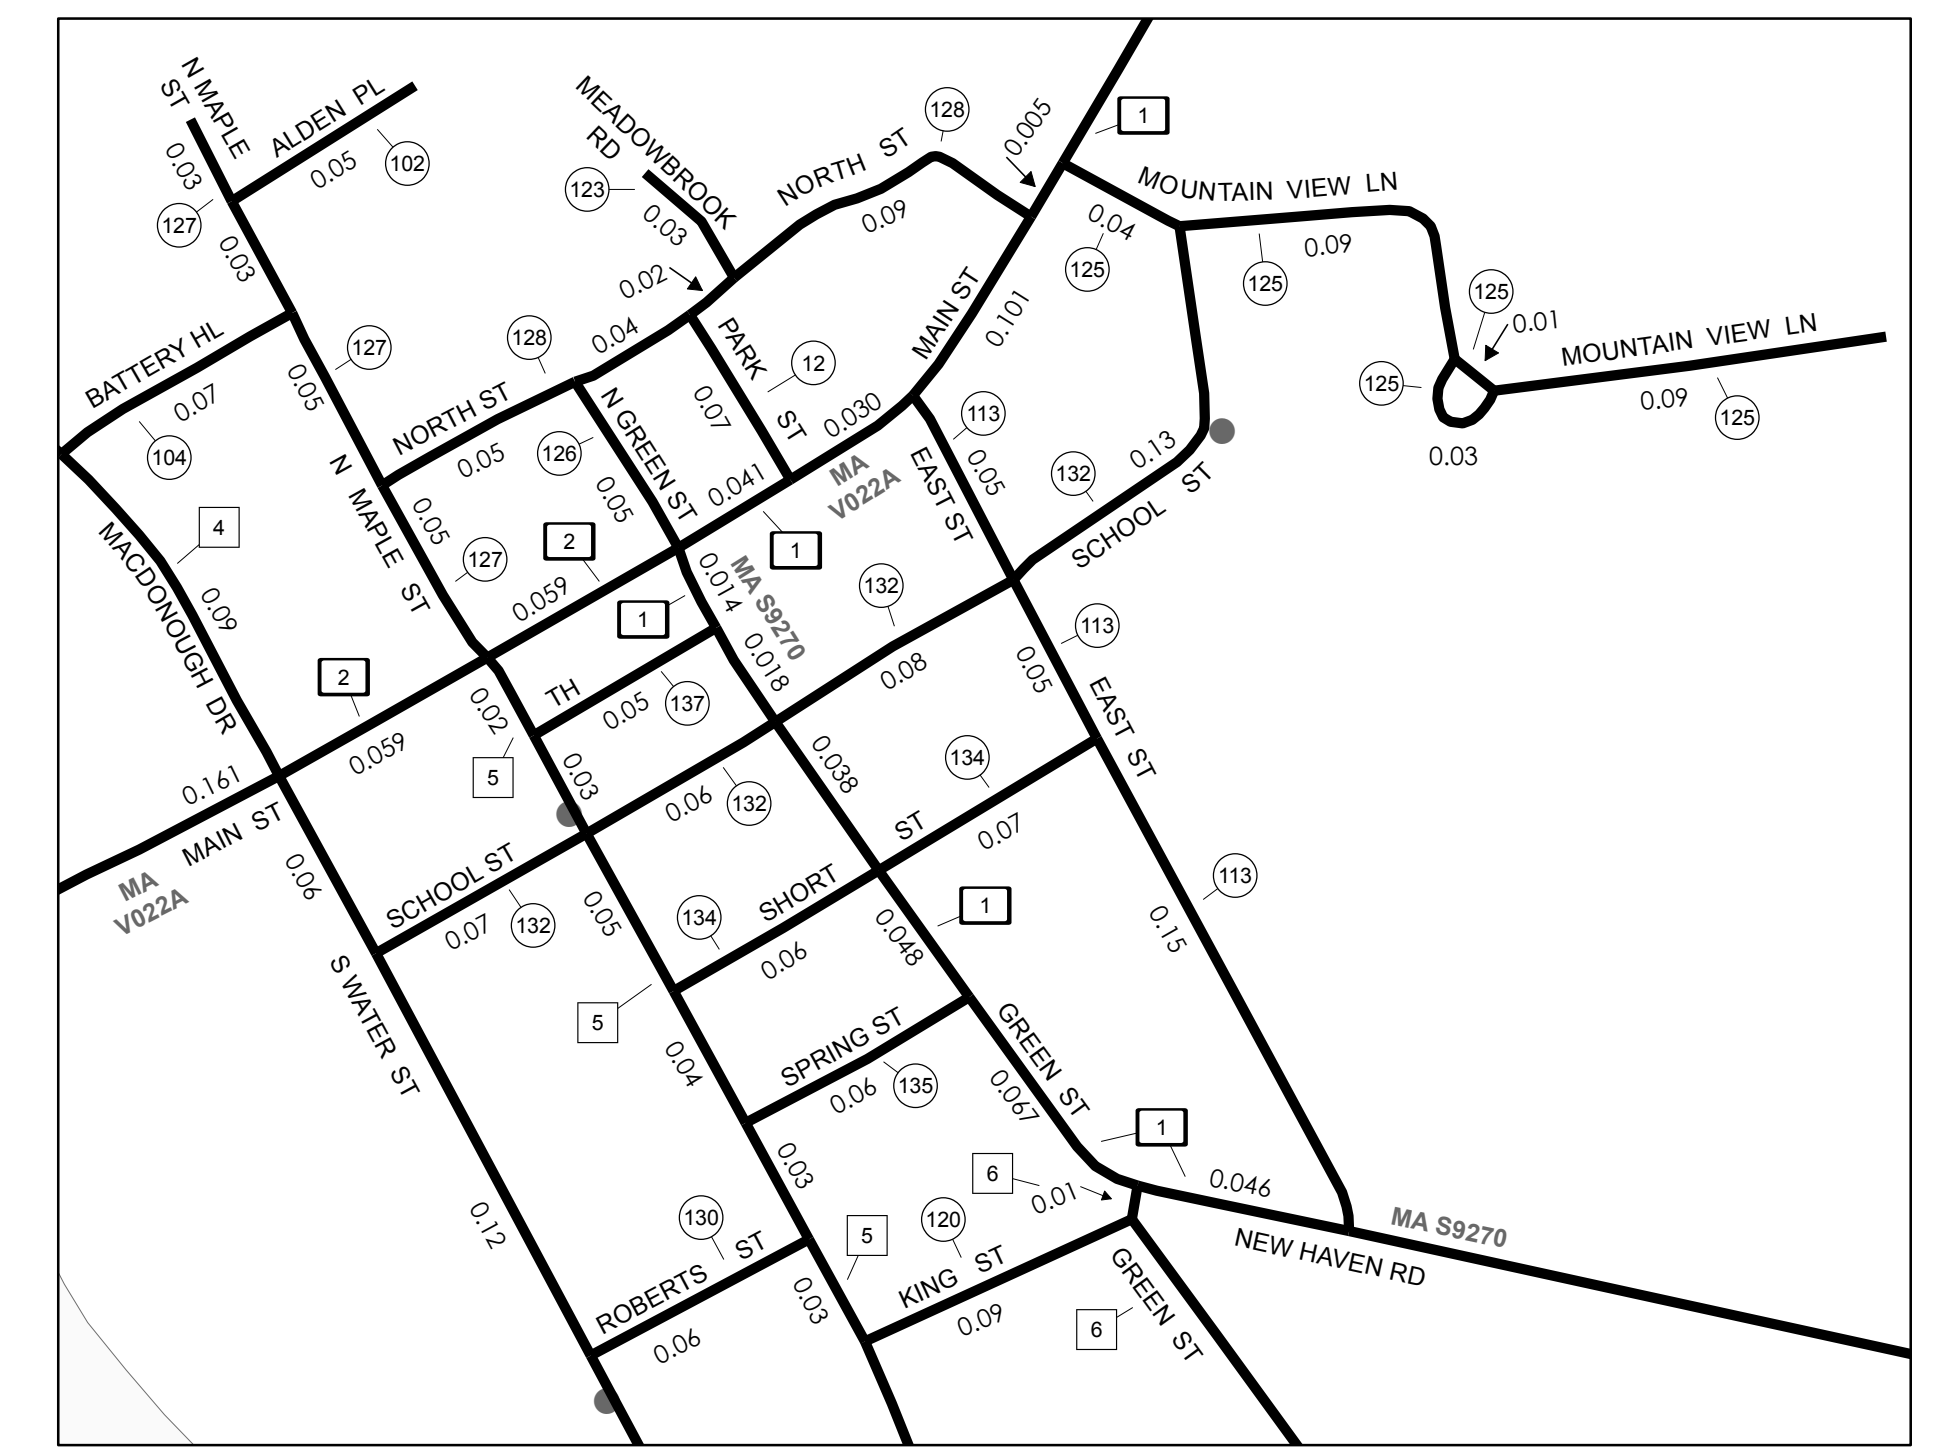 N MAPLE
ST
ALDEN PL
0.03
0.05
102
127
0.03
MEADOWBROOK
RD
123
0.03
0.02
NORTH ST
128
0.09
0.005
1
MOUNTAIN VIEW LN
0.04
125
0.09
125
125
0.01
MOUNTAIN VIEW LN
125
0.09
125
0.03
BATTERY HL
0.07
104
127
0.05
128
0.04
NORTH ST
0.05
PARK
ST
12
0.07
MAIN ST
0.101
0.030
113
0.05
EAST ST
0.13
132
SCHOOL ST
N GREEN ST
126
0.05
0.041
MA
V022A
1
N MAPLE ST
0.05
127
2
0.059
4
MACDONOUGH DR
0.09
2
0.059
0.161
MAIN ST
MA
V022A
1
0.014
MA S9270
0.018
132
0.08
113
0.05
EAST ST
TH
0.05
137
0.02
5
0.03
0.06
132
0.038
134
ST
0.07
SCHOOL ST
0.07
132
0.06
S WATER ST
0.05
134
SHORT
0.06
0.048
1
113
0.15
5
0.04
SPRING ST
0.06
135
GREEN ST
0.067
1
0.046
MA S9270
NEW HAVEN RD
6
0.01
0.03
0.12
130
ROBERTS ST
0.06
5
0.03
120
KING ST
0.09
GREEN ST
6